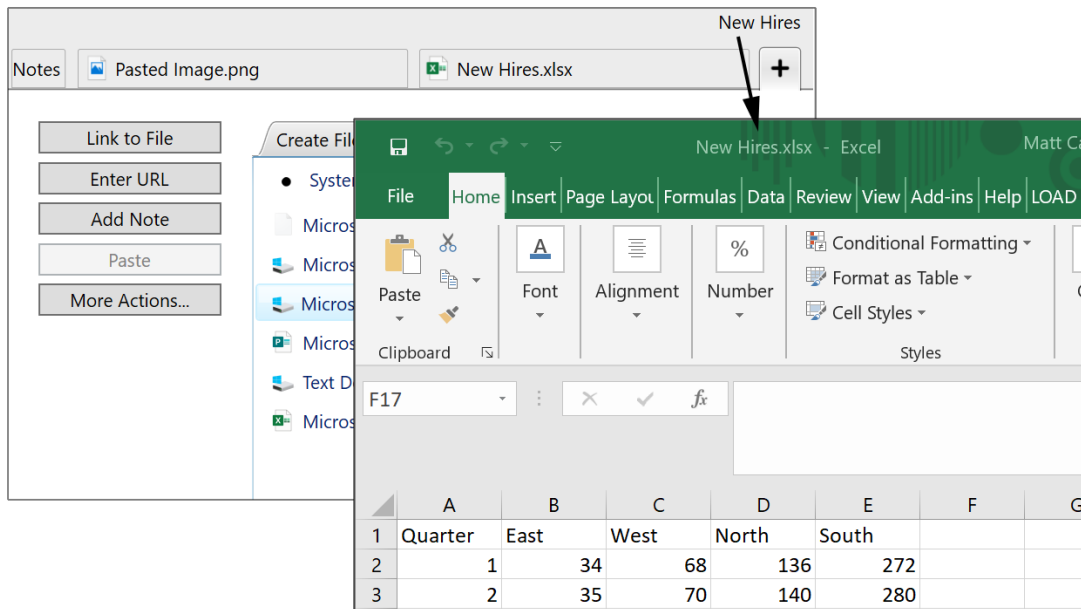 New Hires
Notes
Pasted Image.png
New Hires.xlsx
Link to File
Enter URL
Add Note
Paste
More Actions...
Create File
Micros
Micros
Micros
Micros
Text D
Micros
New Hires.xlsx - Excel
Matt Ca
File Home Insert Page Layou Formulas Data Review View Add-ins Help LOAD
Paste
Clipboard
A
Font
Alignment
%
Number
Conditional Formatting
Format as Table
Cell Styles
Styles
F17
fx
A B C D E F G
1 Quarter East West North South
2 1 34 68 136 272
3 2 35 70 140 280